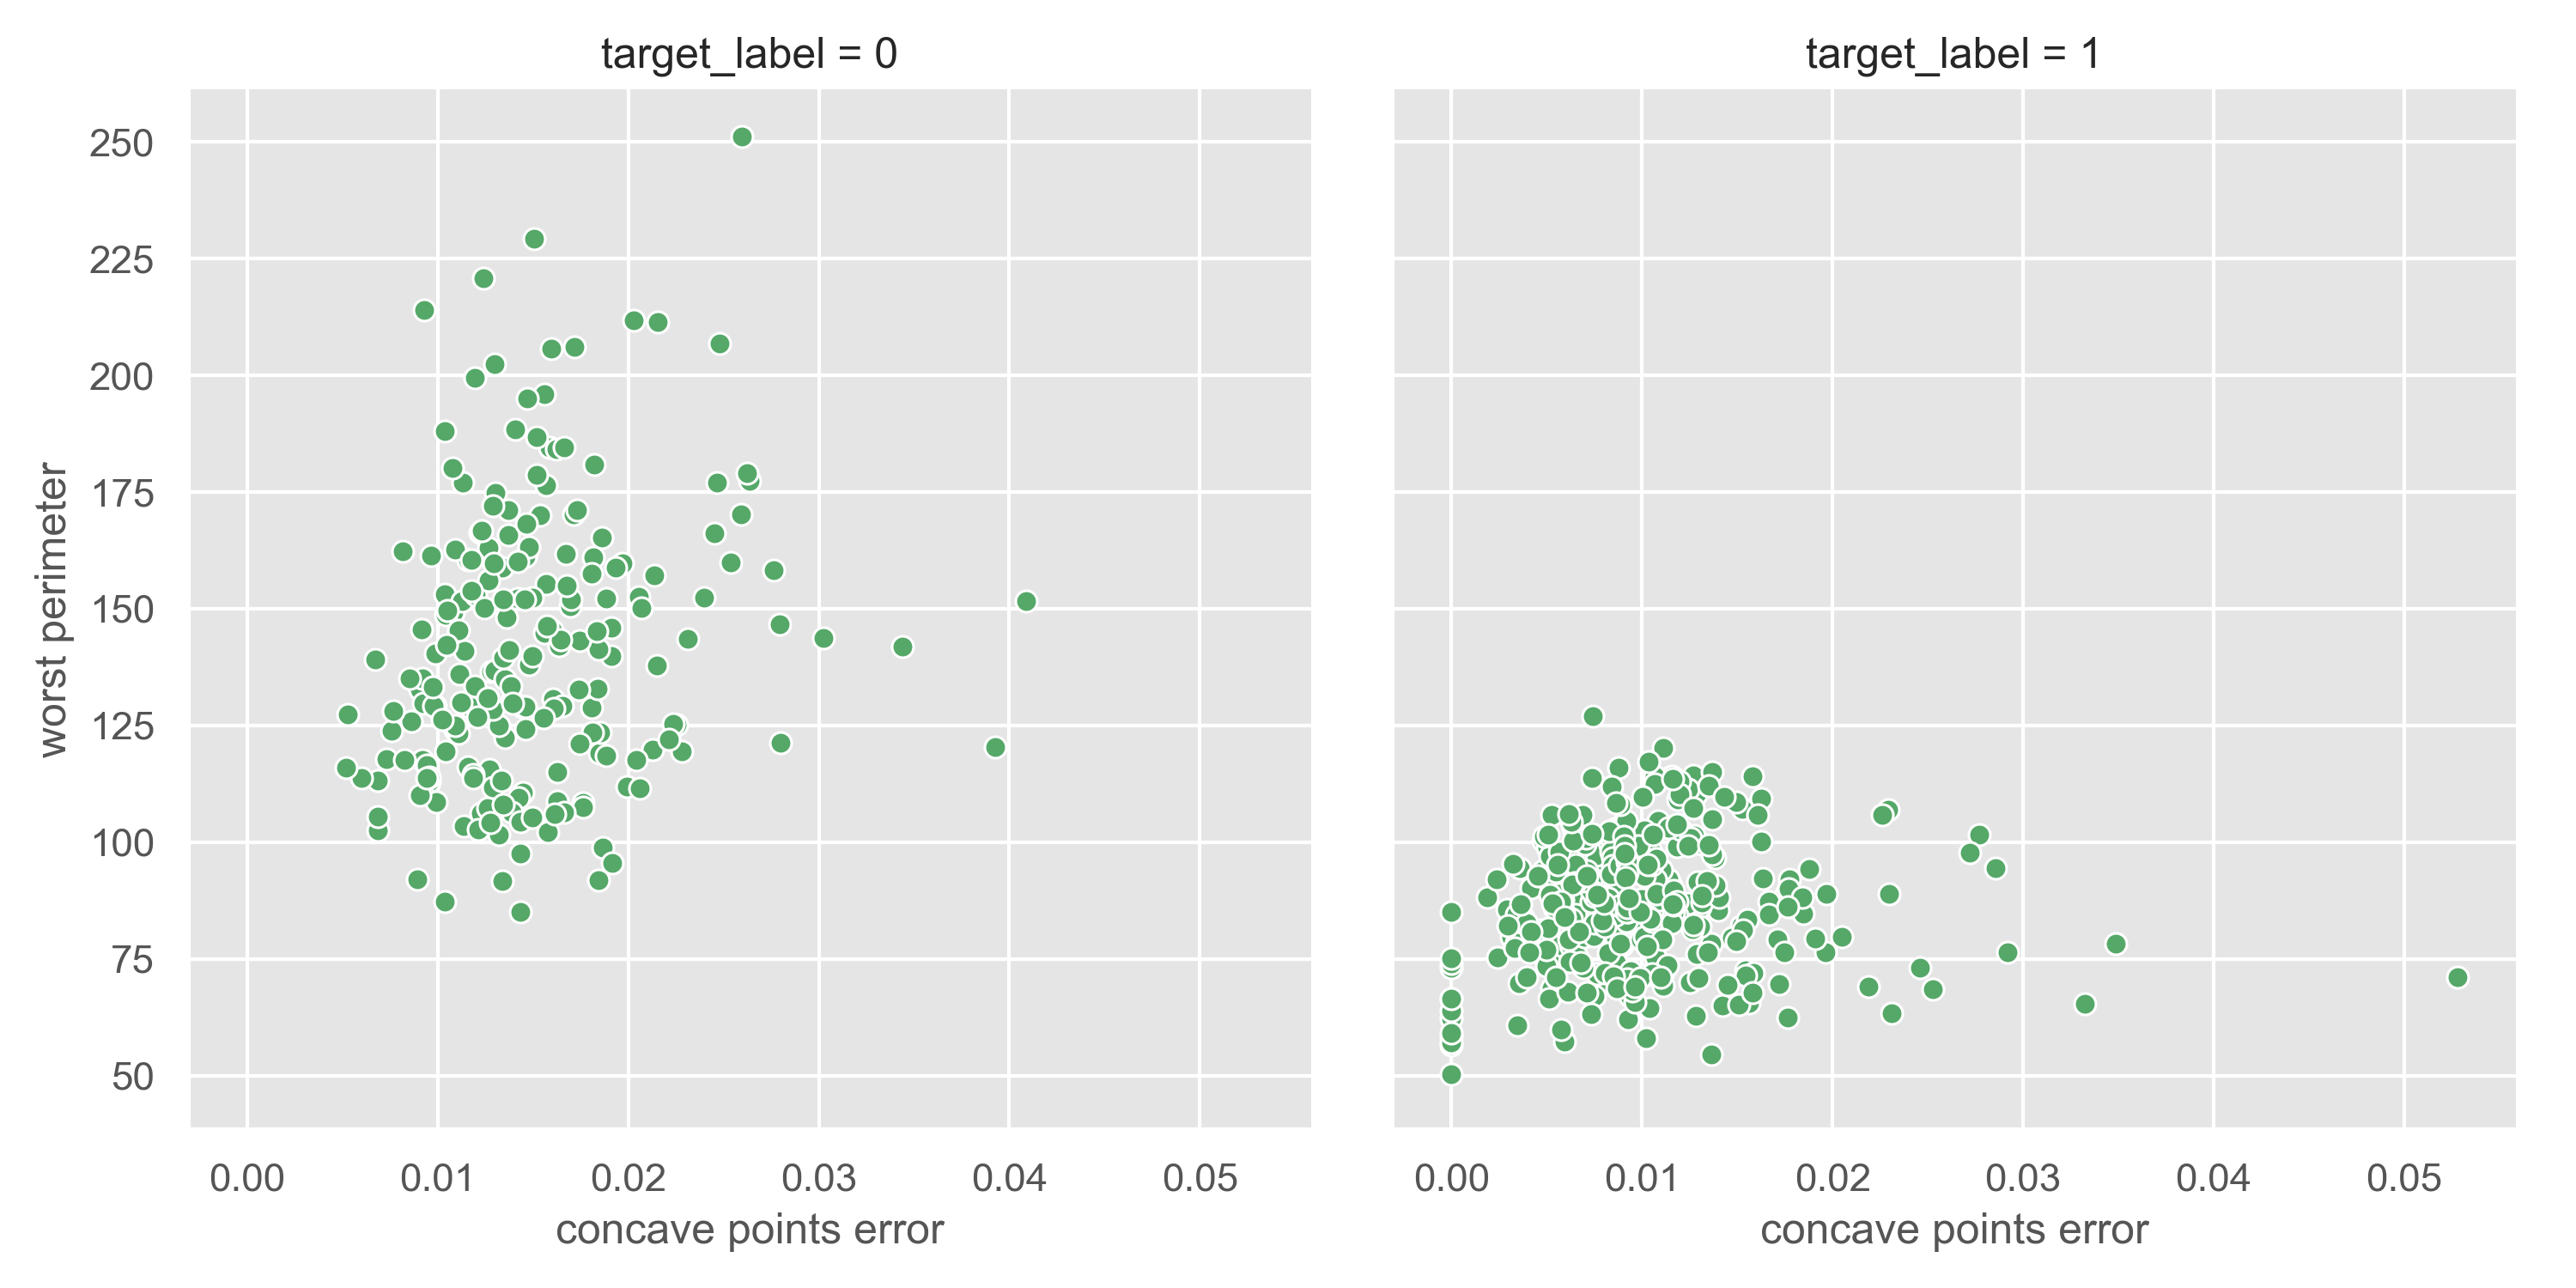 target_label = 0
target_label = 1
250
225
200
175
150
125
100
75
50
worst perimeter
0.00 0.01 0.02 0.03 0.04 0.05
0.00 0.01 0.02 0.03 0.04 0.05
concave points error
concave points error